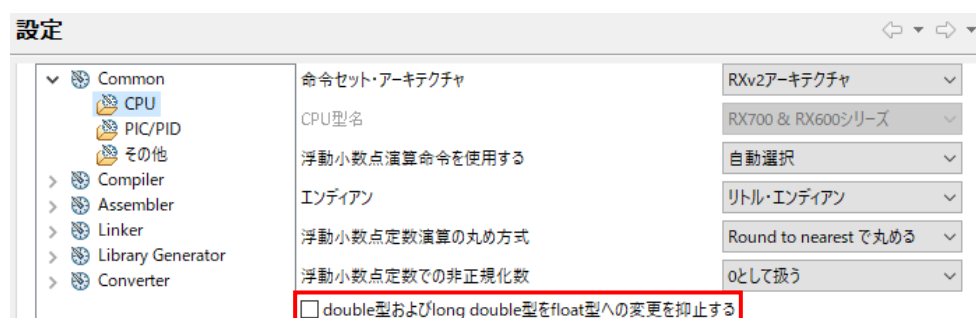 設定
Common
CPU
PIC/PID
その他
Compiler
Assembler
Linker
Library Generator
Converter
命令セット・アーキテクチャ RXv2アーキテクチャ
CPU型名 RX700 & RX600シリーズ
浮動小数点演算命令を使用する 自動選択
エンディアン リトル・エンディアン
浮動小数点定数演算の丸め方式 Round to nearest で丸める
浮動小数点定数での非正規化数 0として扱う
double型およびlong double型をfloat型への変更を抑止する